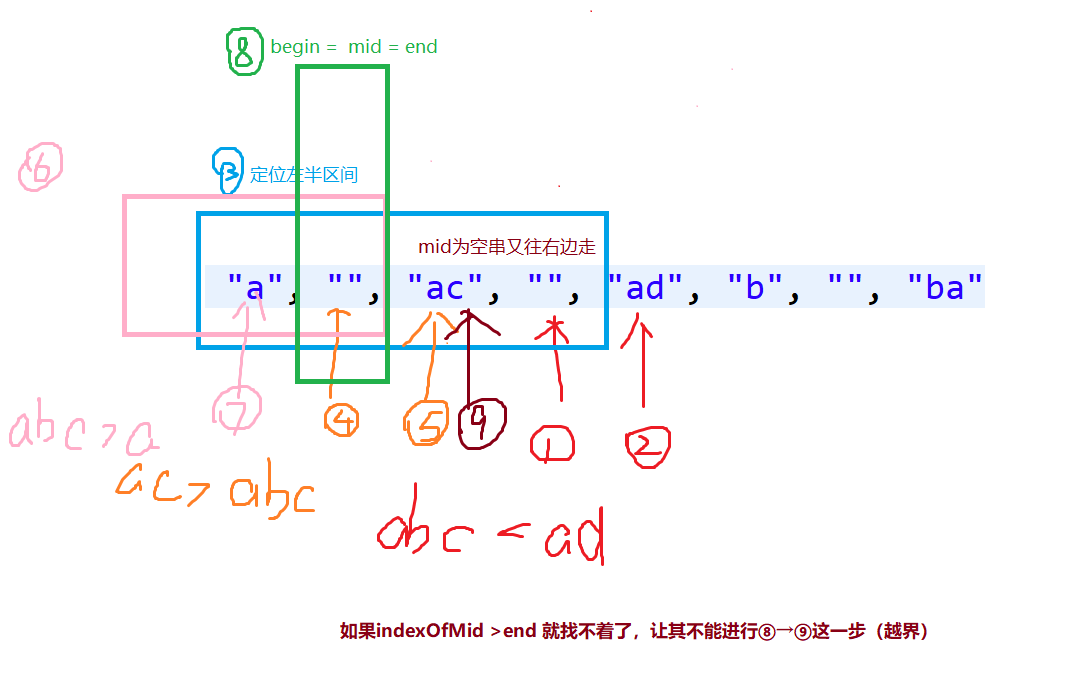 ⑧ begin = mid = end
⑥
③ 定位左半区间
mid为空串又往右边走
"a", "", "ac", "", "ad", "b", "", "ba"
⑦ ④ ⑤ ⑨ ① ②
abc > a
ac > abc
abc < ad
如果indexOfMid >end 就找不着了，让其不能进行⑧→⑨这一步（越界）